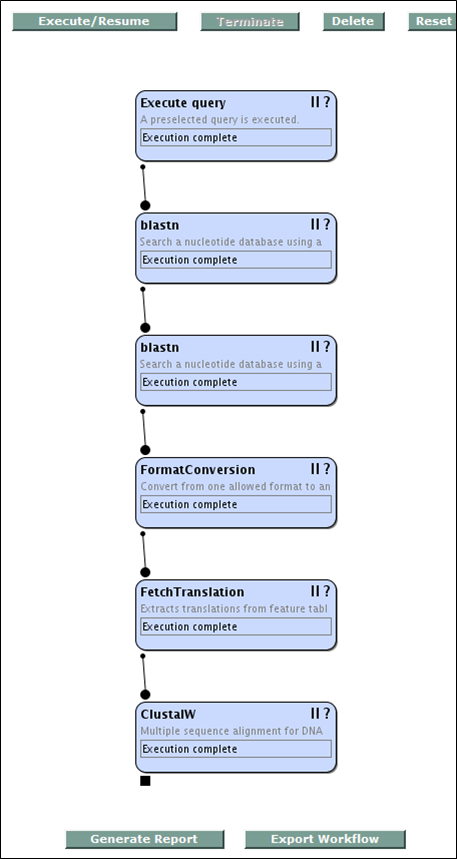 Execute/Resume Terminate Delete Reset
Execute query II ?
A preselected query is executed.
Execution complete
blastn II ?
Search a nucleotide database using a
Execution complete
blastn II ?
Search a nucleotide database using a
Execution complete
FormatConversion II ?
Convert from one allowed format to an
Execution complete
FetchTranslation II ?
Extracts translations from feature tabl
Execution complete
ClustalW II ?
Multiple sequence alignment for DNA
Execution complete
Generate Report Export Workflow